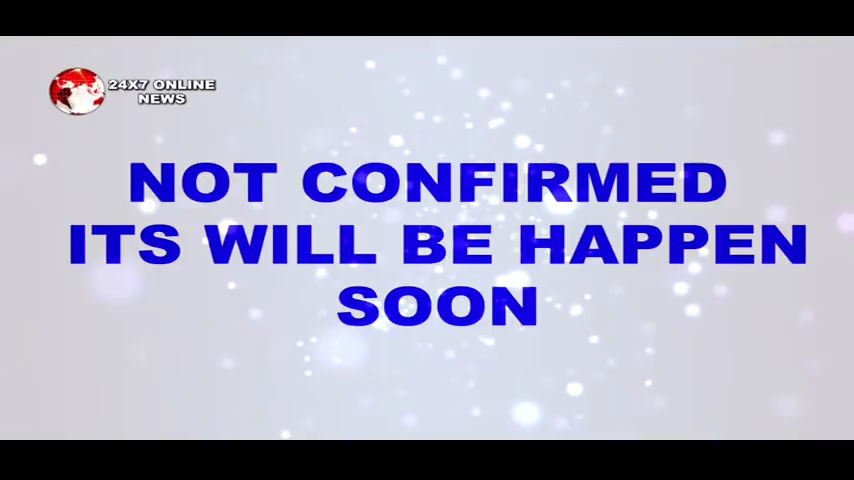 24X7 ONLINE
NEWS
NOT CONFIRMED
ITS WILL BE HAPPEN
SOON